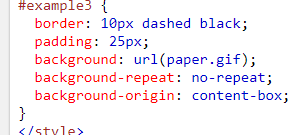 #example3 {
  border: 10px dashed black;
  padding: 25px;
  background: url(paper.gif);
  background-repeat: no-repeat;
  background-origin: content-box;
}
</style>